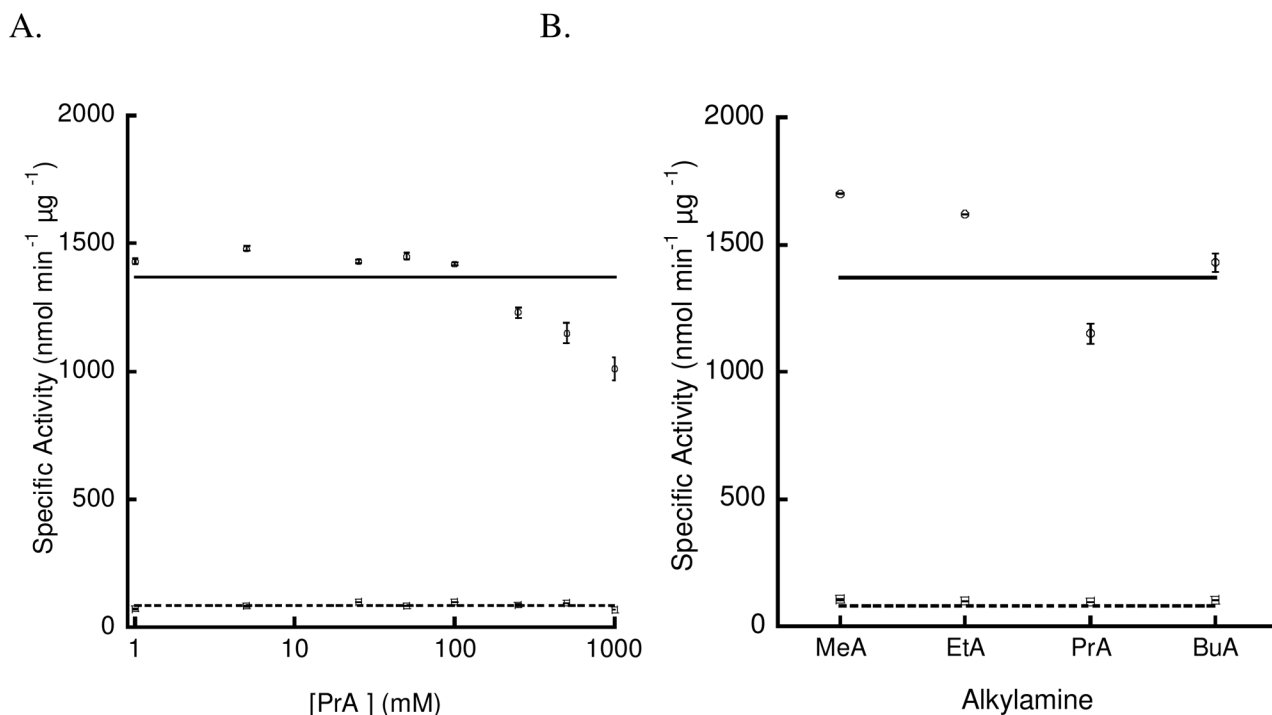 A.
B.
Specific Activity (nmol min⁻¹ µg⁻¹)
2000
1500
1000
500
0
1
10
100
1000
[PrA ] (mM)
Specific Activity (nmol min⁻¹ µg⁻¹)
2000
1500
1000
500
0
MeA
EtA
PrA
BuA
Alkylamine